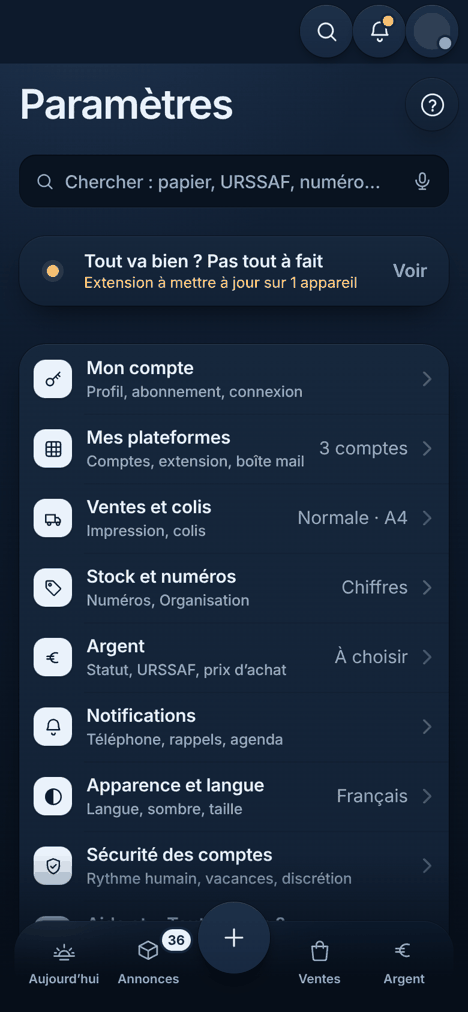 Paramètres
Chercher : papier, URSSAF, numéro...
Tout va bien ? Pas tout à fait
Extension à mettre à jour sur 1 appareil
Voir
Mon compte
Profil, abonnement, connexion
Mes plateformes
Comptes, extension, boîte mail
3 comptes
Ventes et colis
Impression, colis
Normale · A4
Stock et numéros
Numéros, Organisation
Chiffres
Argent
Statut, URSSAF, prix d’achat
À choisir
Notifications
Téléphone, rappels, agenda
Apparence et langue
Langue, sombre, taille
Français
Sécurité des comptes
Rythme humain, vacances, discrétion
36
Aujourd’hui
Annonces
Ventes
Argent